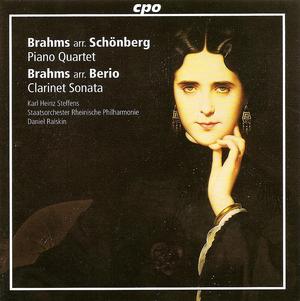 cpo
Brahms arr. Schönberg
Piano Quartet
Brahms arr. Berio
Clarinet Sonata
Karl Heinz Steffens
Staatsorchester Rheinische Philharmonie
Daniel Raiskin